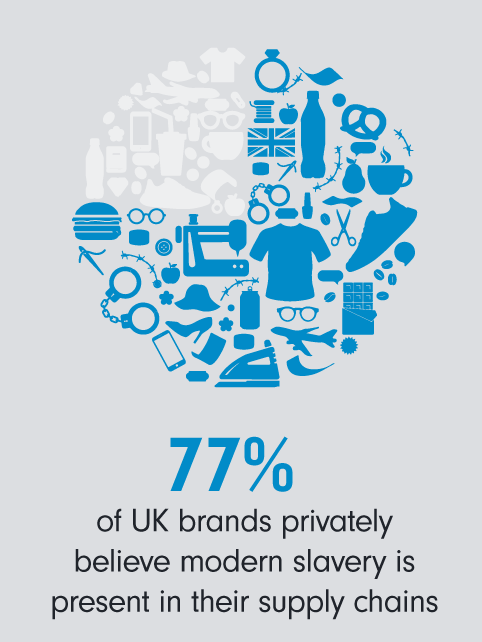 77%
of UK brands privately
believe modern slavery is
present in their supply chains